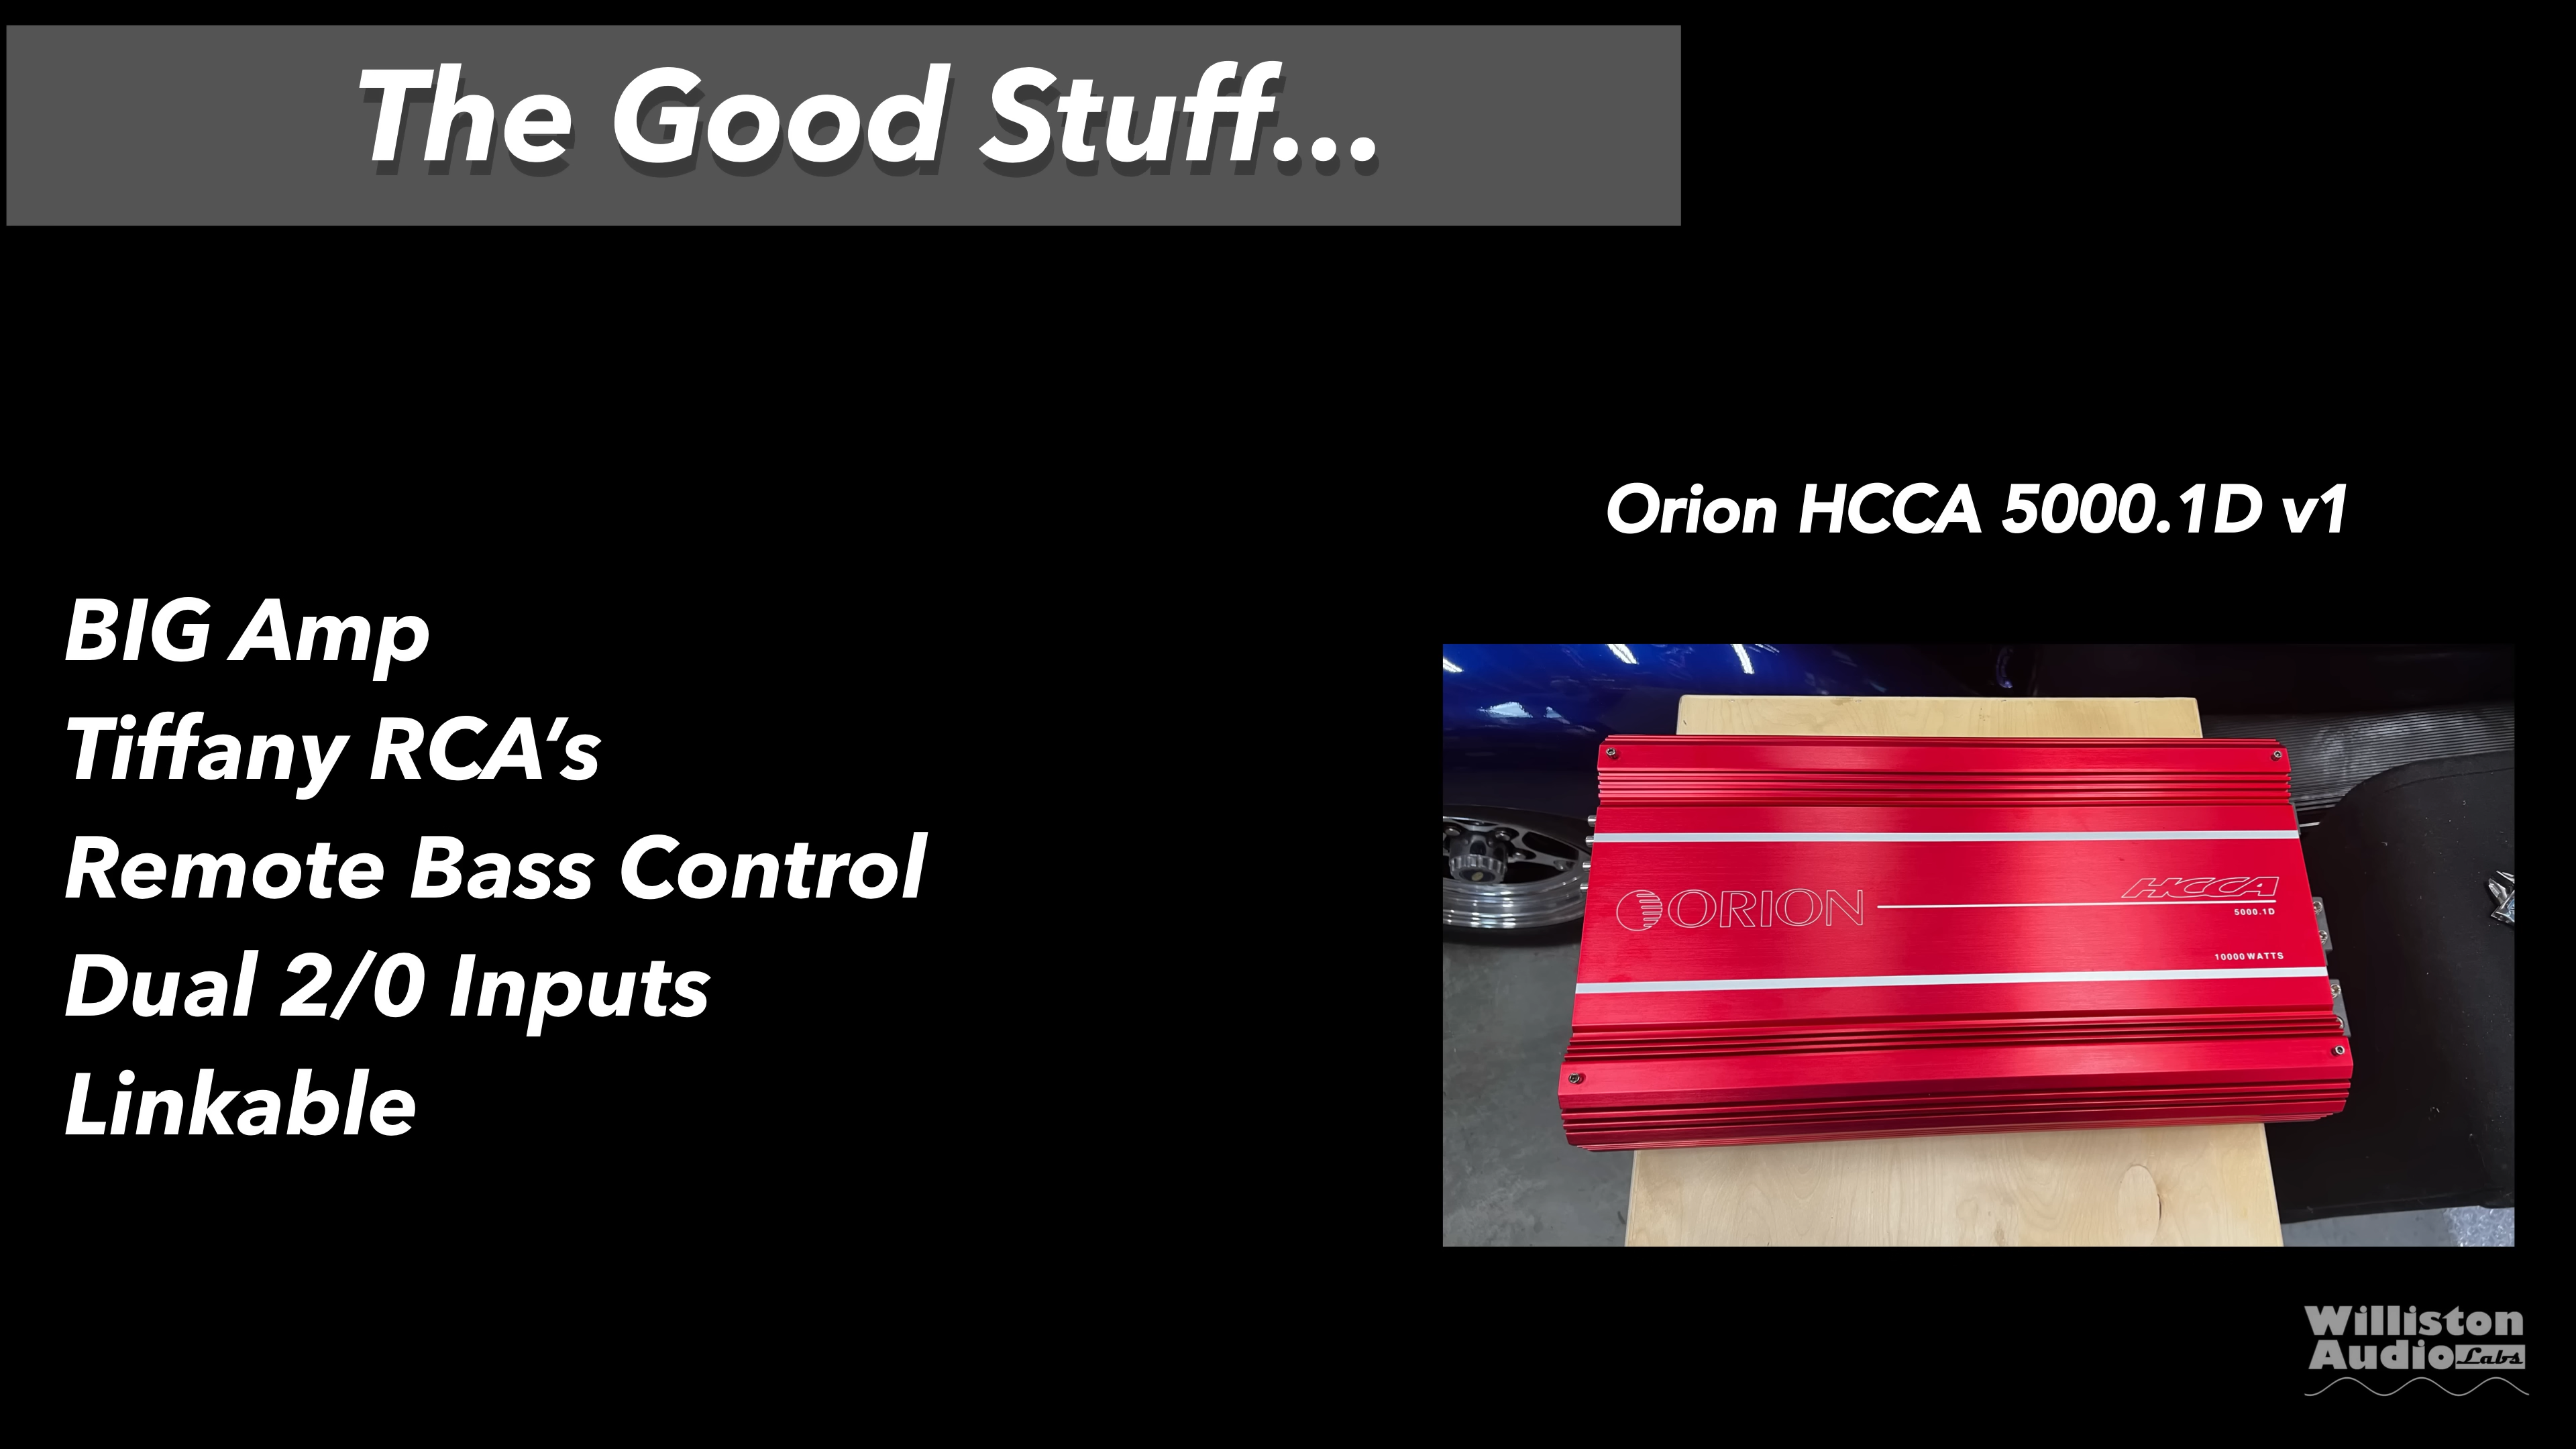 The Good Stuff...
Orion HCCA 5000.1D v1
BIG Amp
Tiffany RCA’s
Remote Bass Control
Dual 2/0 Inputs
Linkable
ORION
HCCA
5000.1D
10000 WATTS
Williston
Audio Labs